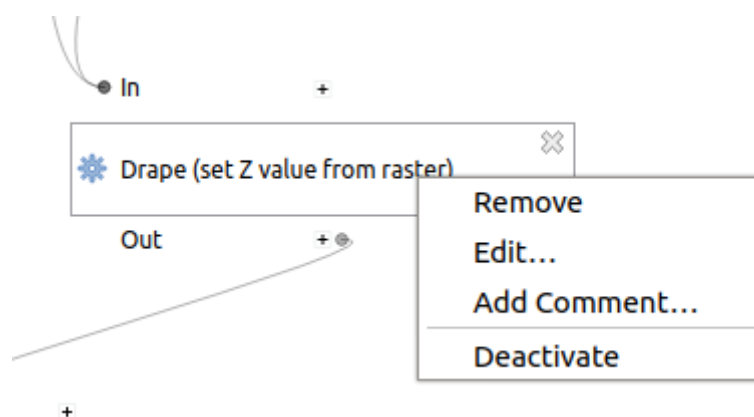 In
+
Drape (set Z value from raster)
Remove
Out
+
Edit...
Add Comment...
Deactivate
+